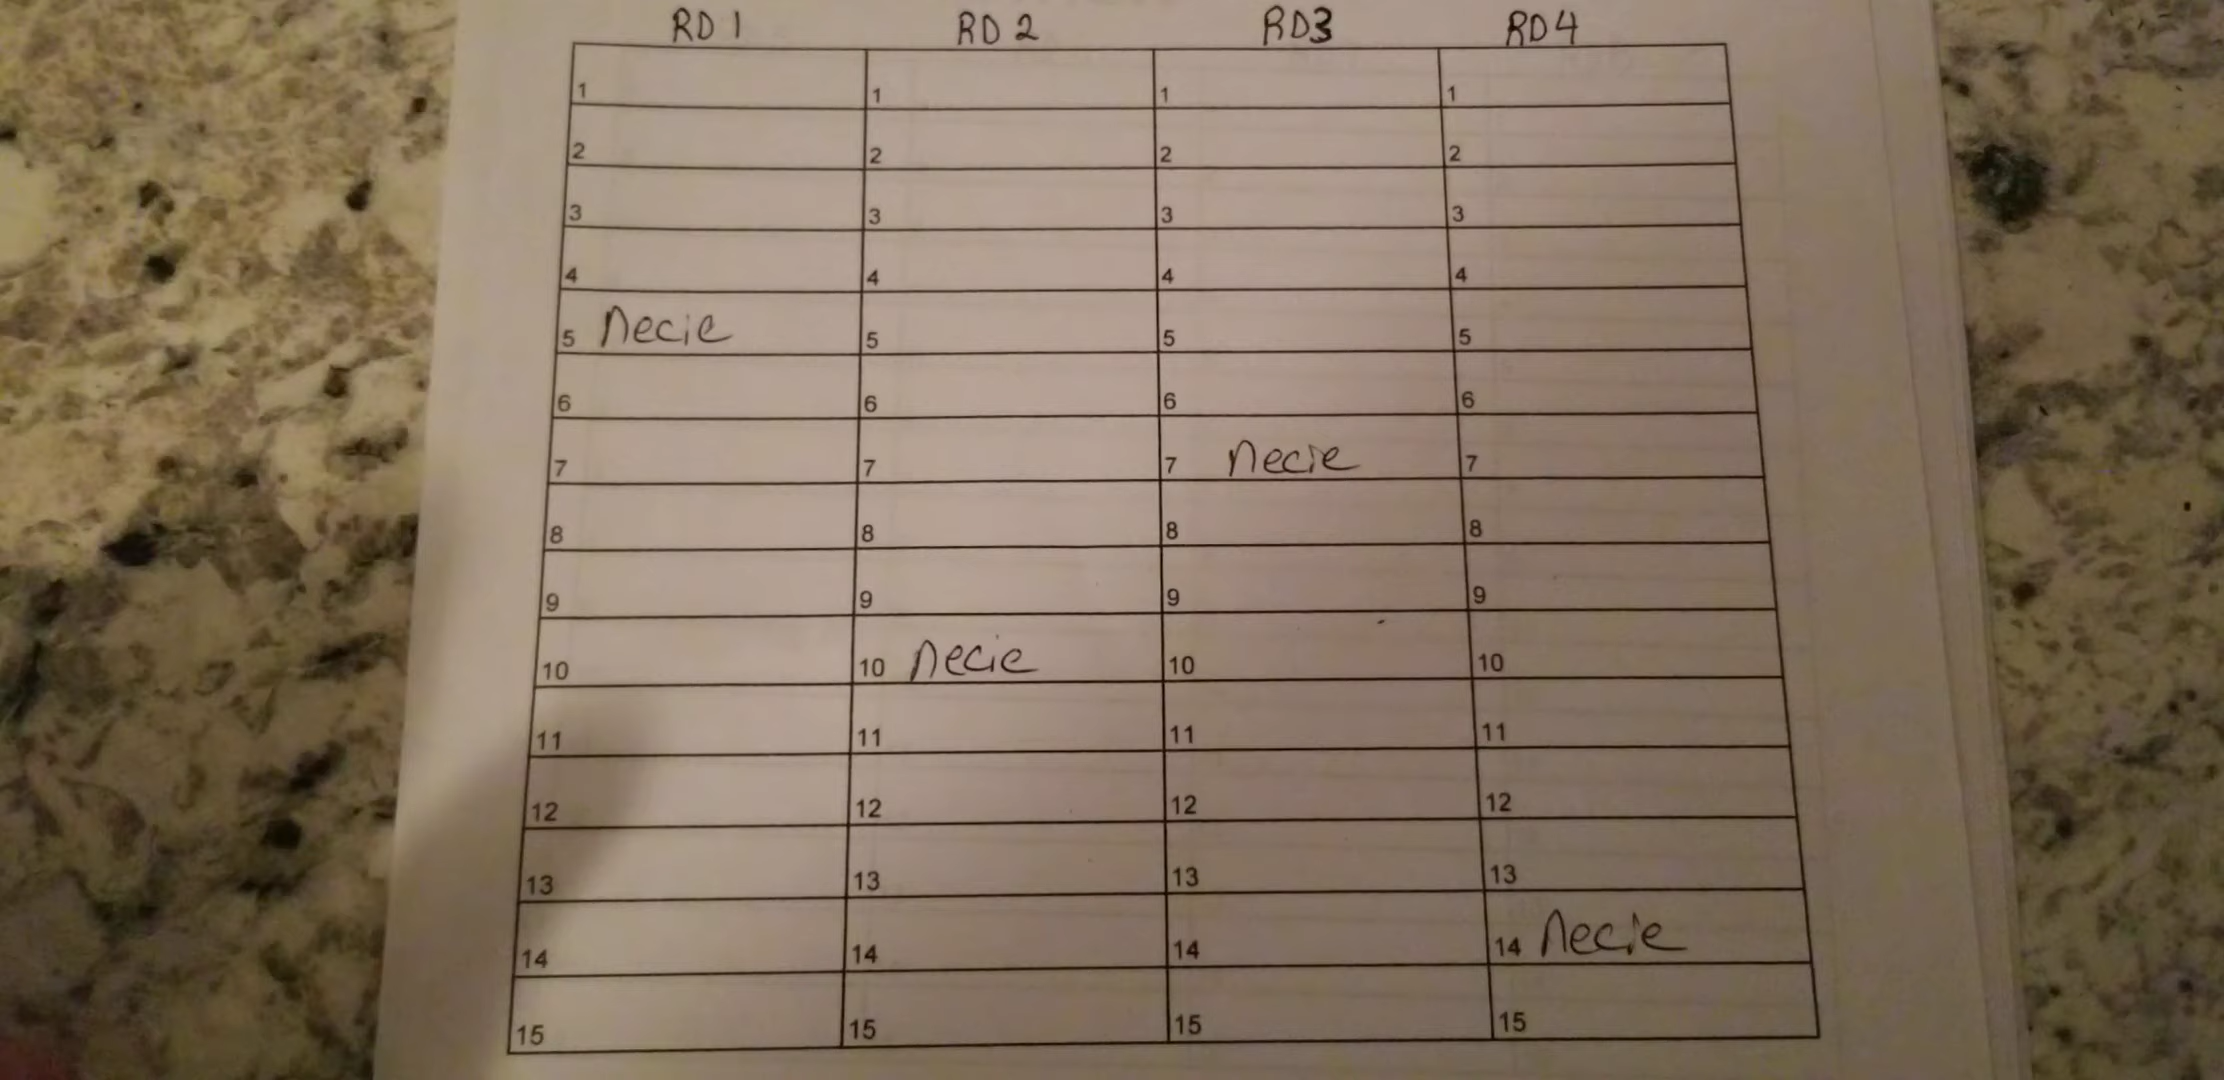 RD 1 RD 2 RD3 RD4
1 1 1 1
2 2 2 2
3 3 3 3
4 4 4 4
5 necie 5 5 5
6 6 6 6
7 7 7 necie 7
8 8 8 8
9 9 9 9
10 10 necie 10 10
11 11 11 11
12 12 12 12
13 13 13 13
14 14 14 14 necie
15 15 15 15